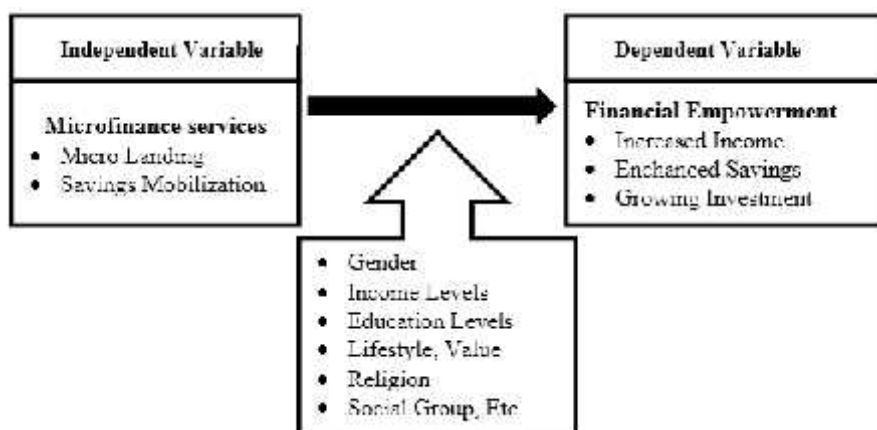 Independent Variable
Microfinance services
• Micro Landing
• Savings Mobilization
Dependent Variable
Financial Empowerment
• Increased Income
• Enchanced Savings
• Growing Investment
• Gender
• Income Levels
• Education Levels
• Lifestyle, Value
• Religion
• Social Group, Etc